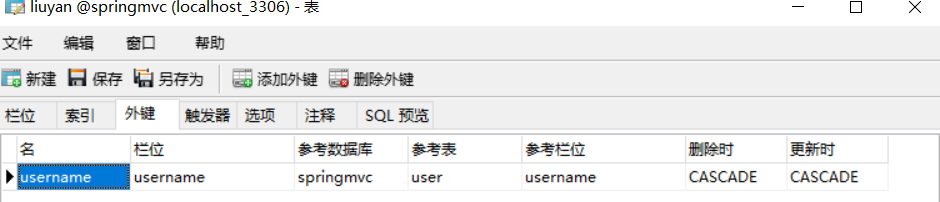 liuyan @springmvc (localhost_3306) - 表
文件 编辑 窗口 帮助
新建 保存 另存为 添加外键 删除外键
栏位 索引 外键 触发器 选项 注释 SQL 预览
名 栏位 参考数据库 参考表 参考栏位 删除时 更新时
username username springmvc user username CASCADE CASCADE